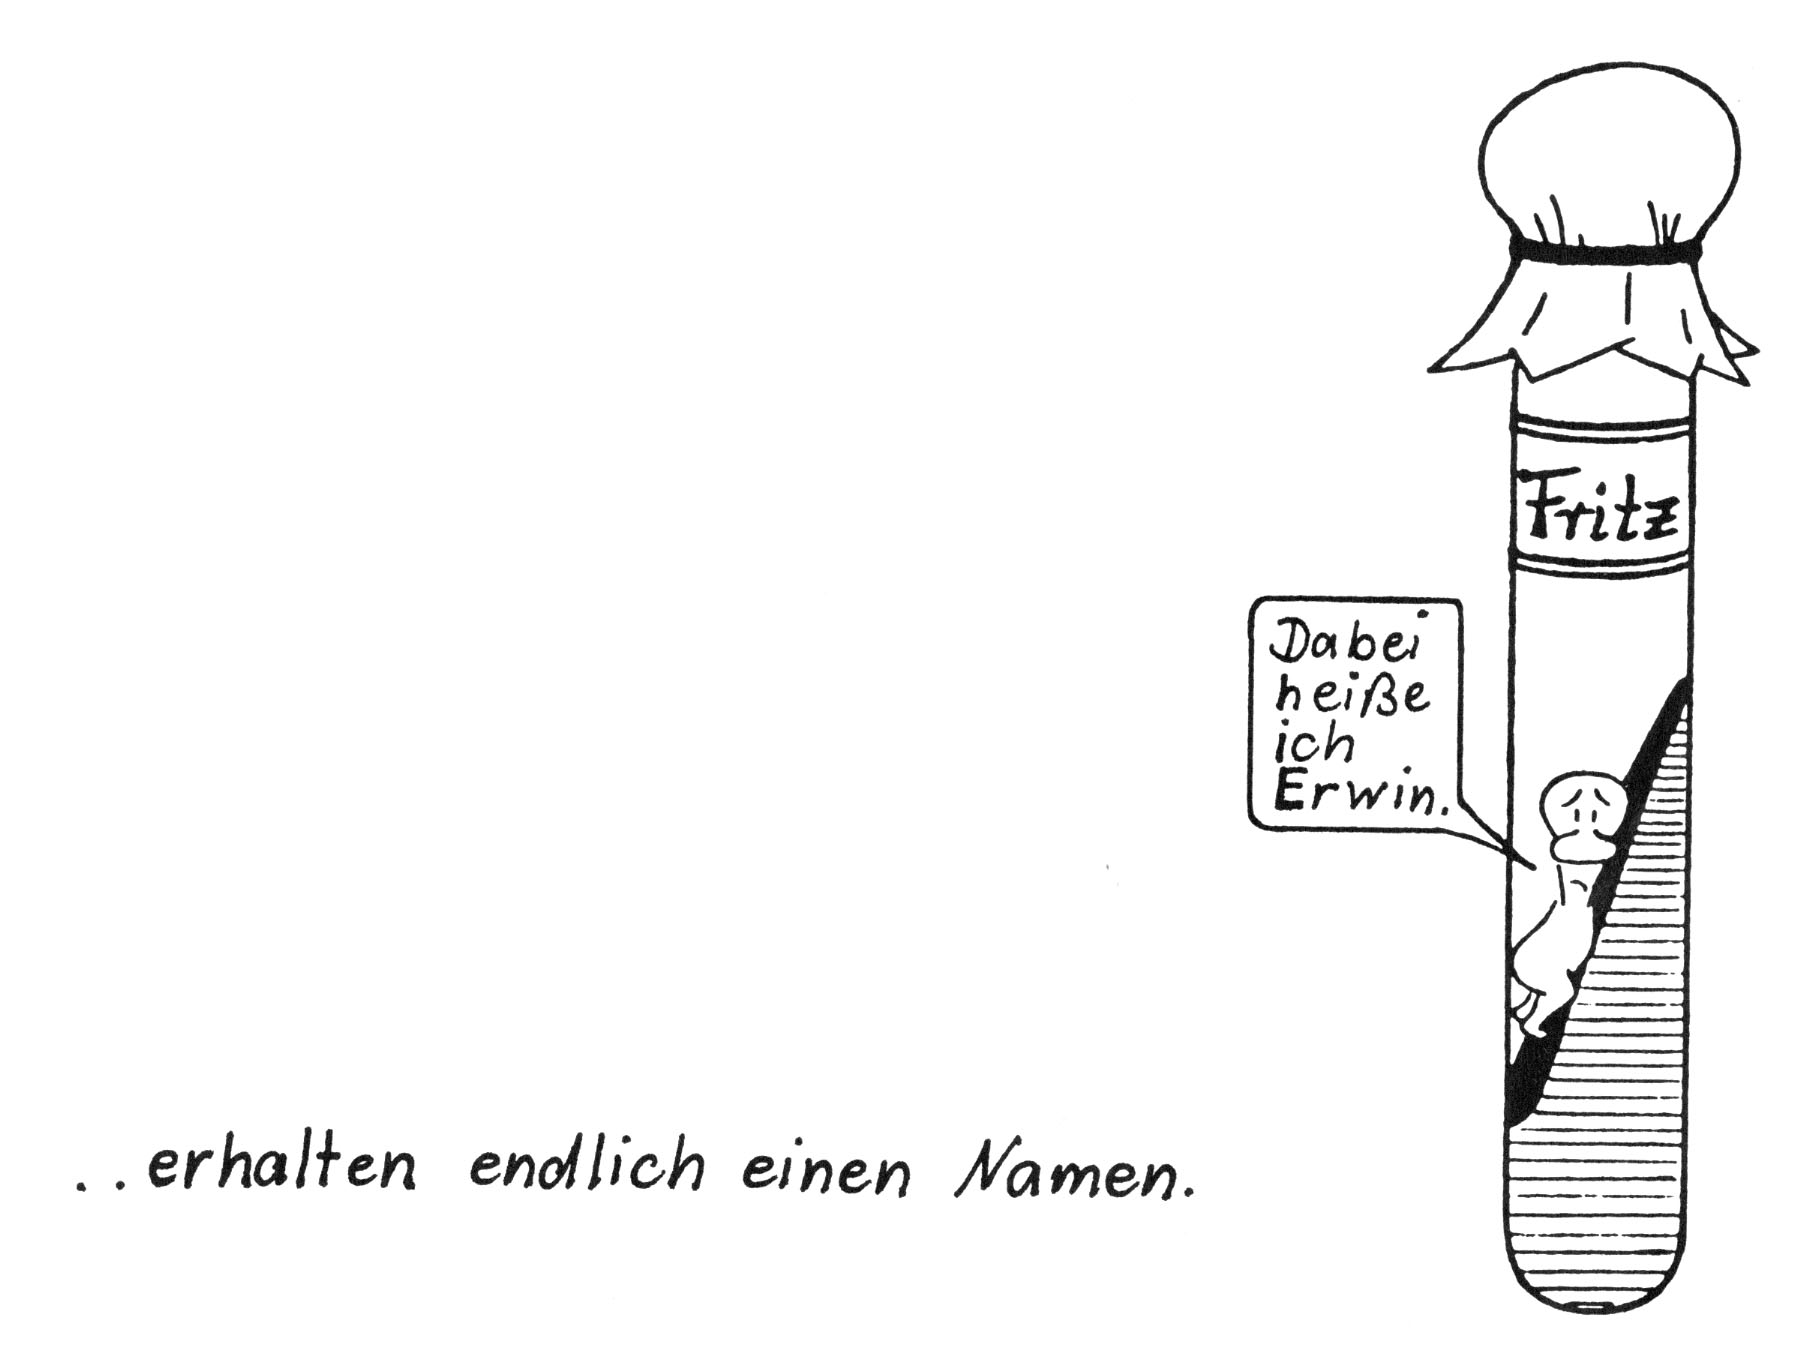 Fritz
Dabei
heiße
ich
Erwin.
..erhalten endlich einen Namen.